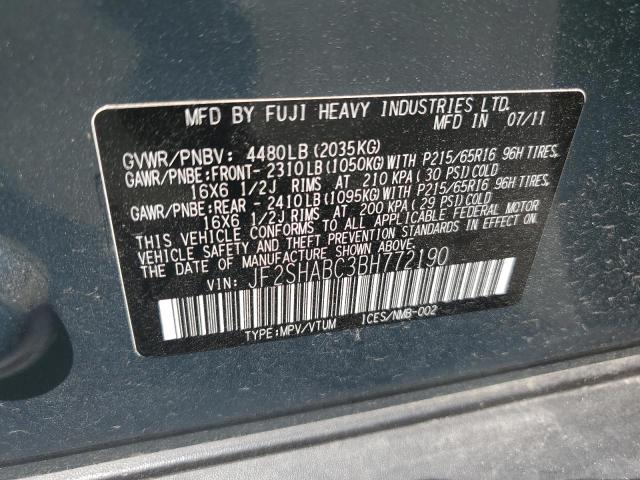 MFD BY FUJI HEAVY INDUSTRIES LTD.
MFD IN 07/11
GVWR/PNBV: 4480LB (2035KG)
GAWR/PNBE:FRONT- 2310LB(1050KG)WITH P215/65R16 96H TIRES,
16X6 1/2J RIMS AT 210 KPA( 30 PSI)COLD
GAWR/PNBE:REAR - 2410LB(1095KG)WITH P215/65R16 96H TIRES,
16X6 1/2J RIMS AT 200 KPA( 29 PSI)COLD
THIS VEHICLE CONFORMS TO ALL APPLICABLE FEDERAL MOTOR
VEHICLE SAFETY AND THEFT PREVENTION STANDARDS IN EFFECT ON
DATE OF MANUFACTURE SHOWN ABOVE.
VIN: JF2SHABC3BH772190
TYPE:MPV/VTUM ICES/NMB-002